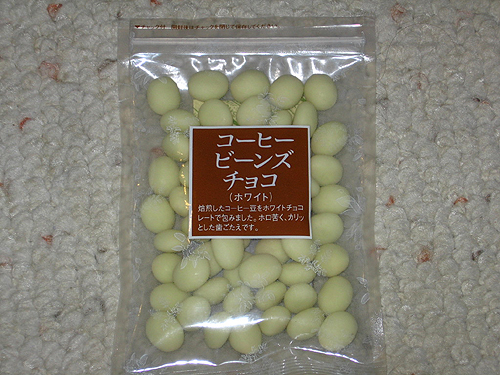 コーヒー
ビーンズ
チョコ
(ホワイト)
焙煎したコーヒー豆をホワイトチョコ
レートで包みました。ホロ苦く、カリッ
とした歯ごたえです。